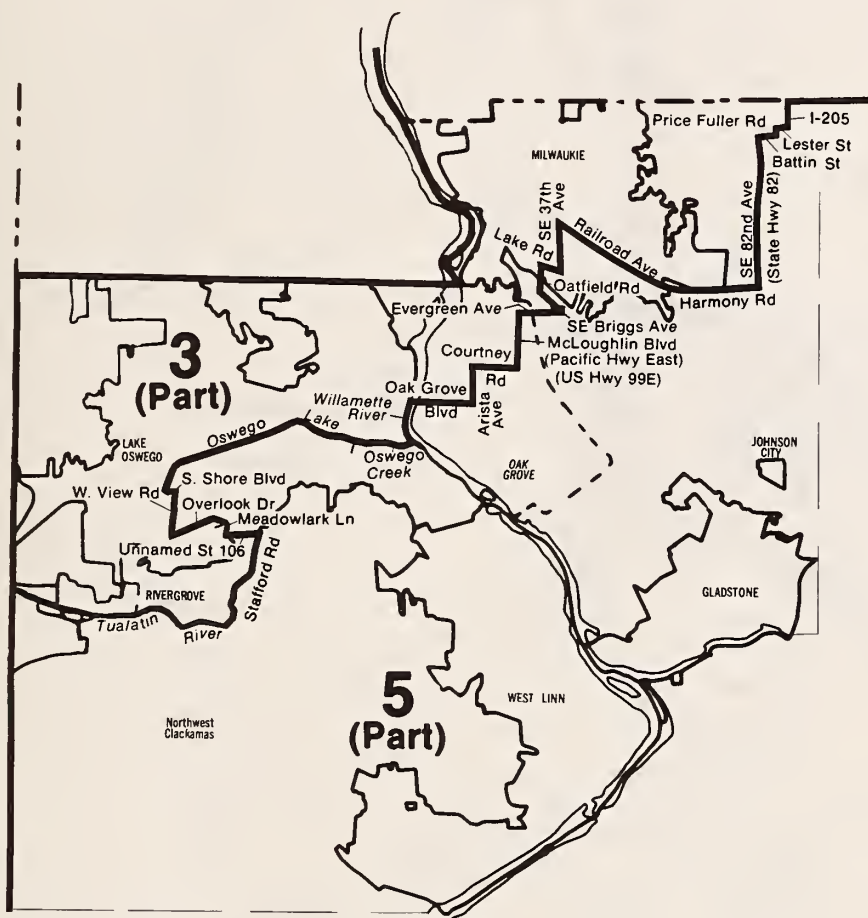 Price Fuller Rd
I-205
Lester St
Battin St
MILWAUKIE
SE 37th
Ave
SE 82nd Ave
(State Hwy 82)
Lake Rd
Railroad Ave
Oatfield Rd
Harmony Rd
Evergreen Ave
SE Briggs Ave
McLoughlin Blvd
(Pacific Hwy East)
(US Hwy 99E)
Courtney
Rd
3
(Part)
Oak Grove
Blvd
Arista
Ave
Willamette
River
Oswego
Lake
Oswego
Creek
LAKE
OSWEGO
OAK
GROVE
JOHNSON
CITY
S. Shore Blvd
W. View Rd
Overlook Dr
Meadowlark Ln
Unnamed St 106
Stafford Rd
RIVERGROVE
Tualatin
River
GLADSTONE
5
(Part)
WEST LINN
Northwest
Clackamas